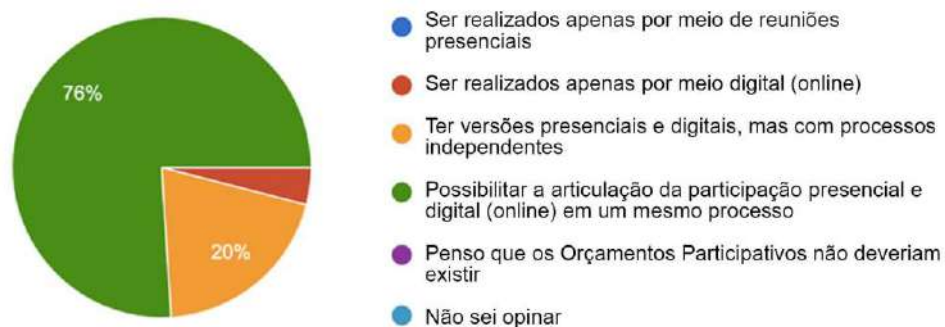 76%
20%
Ser realizados apenas por meio de reuniões
presenciais
Ser realizados apenas por meio digital (online)
Ter versões presenciais e digitais, mas com processos
independentes
Possibilitar a articulação da participação presencial e
digital (online) em um mesmo processo
Penso que os Orçamentos Participativos não deveriam
existir
Não sei opinar